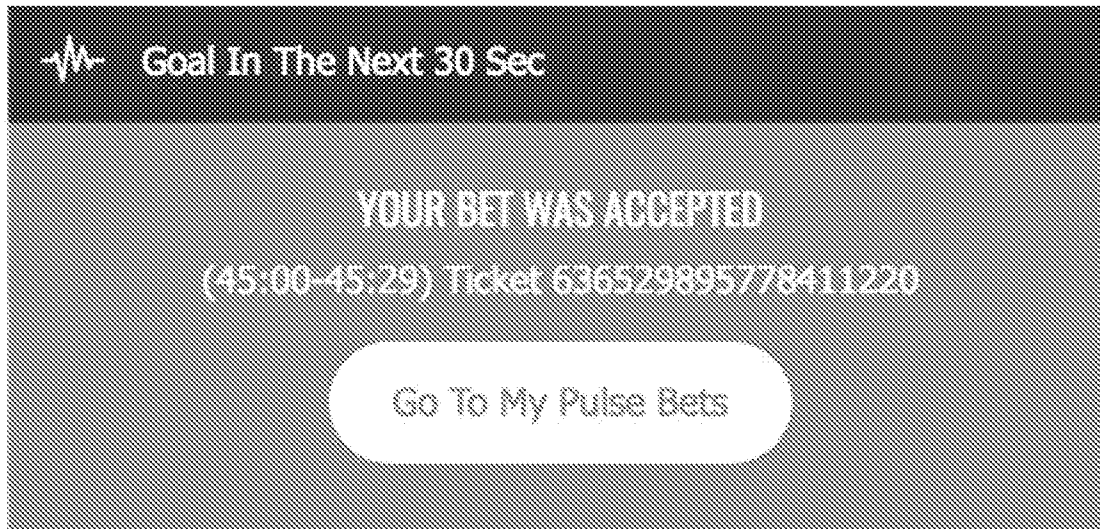 Goal In The Next 30 Sec
YOUR BET WAS ACCEPTED
(45:00-45:29) Ticket 636529895778411220
Go To My Pulse Bets